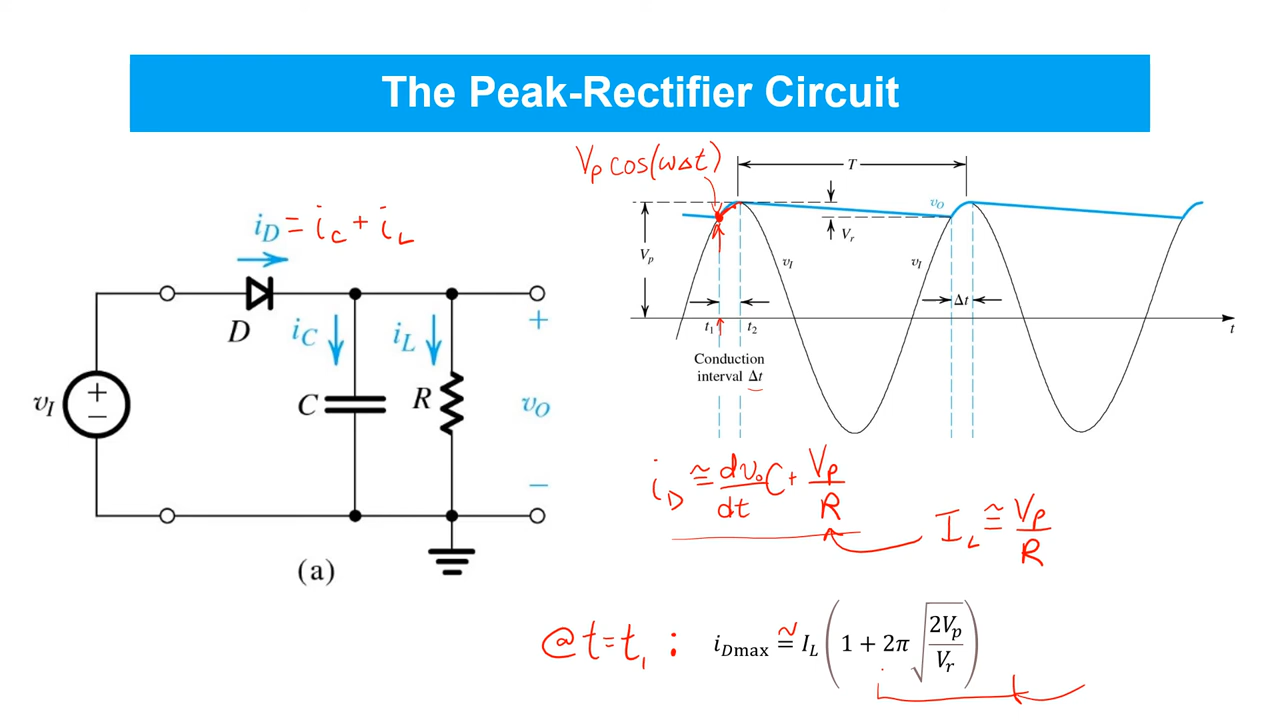 The Peak-Rectifier Circuit
Vp cos(ωΔt)
T
iD = iC + iL
vO
Vr
Vp
vI
vI
Δt
t1
t2
t
Conduction
interval Δt
D
iC
iL
+
vI
+
−
C
R
vO
−
(a)
iD ≅ dvo/dt C + Vp/R
IL ≅ Vp/R
@ t = t1 : iDmax ≅ IL ( 1 + 2π √(2Vp/Vr) )